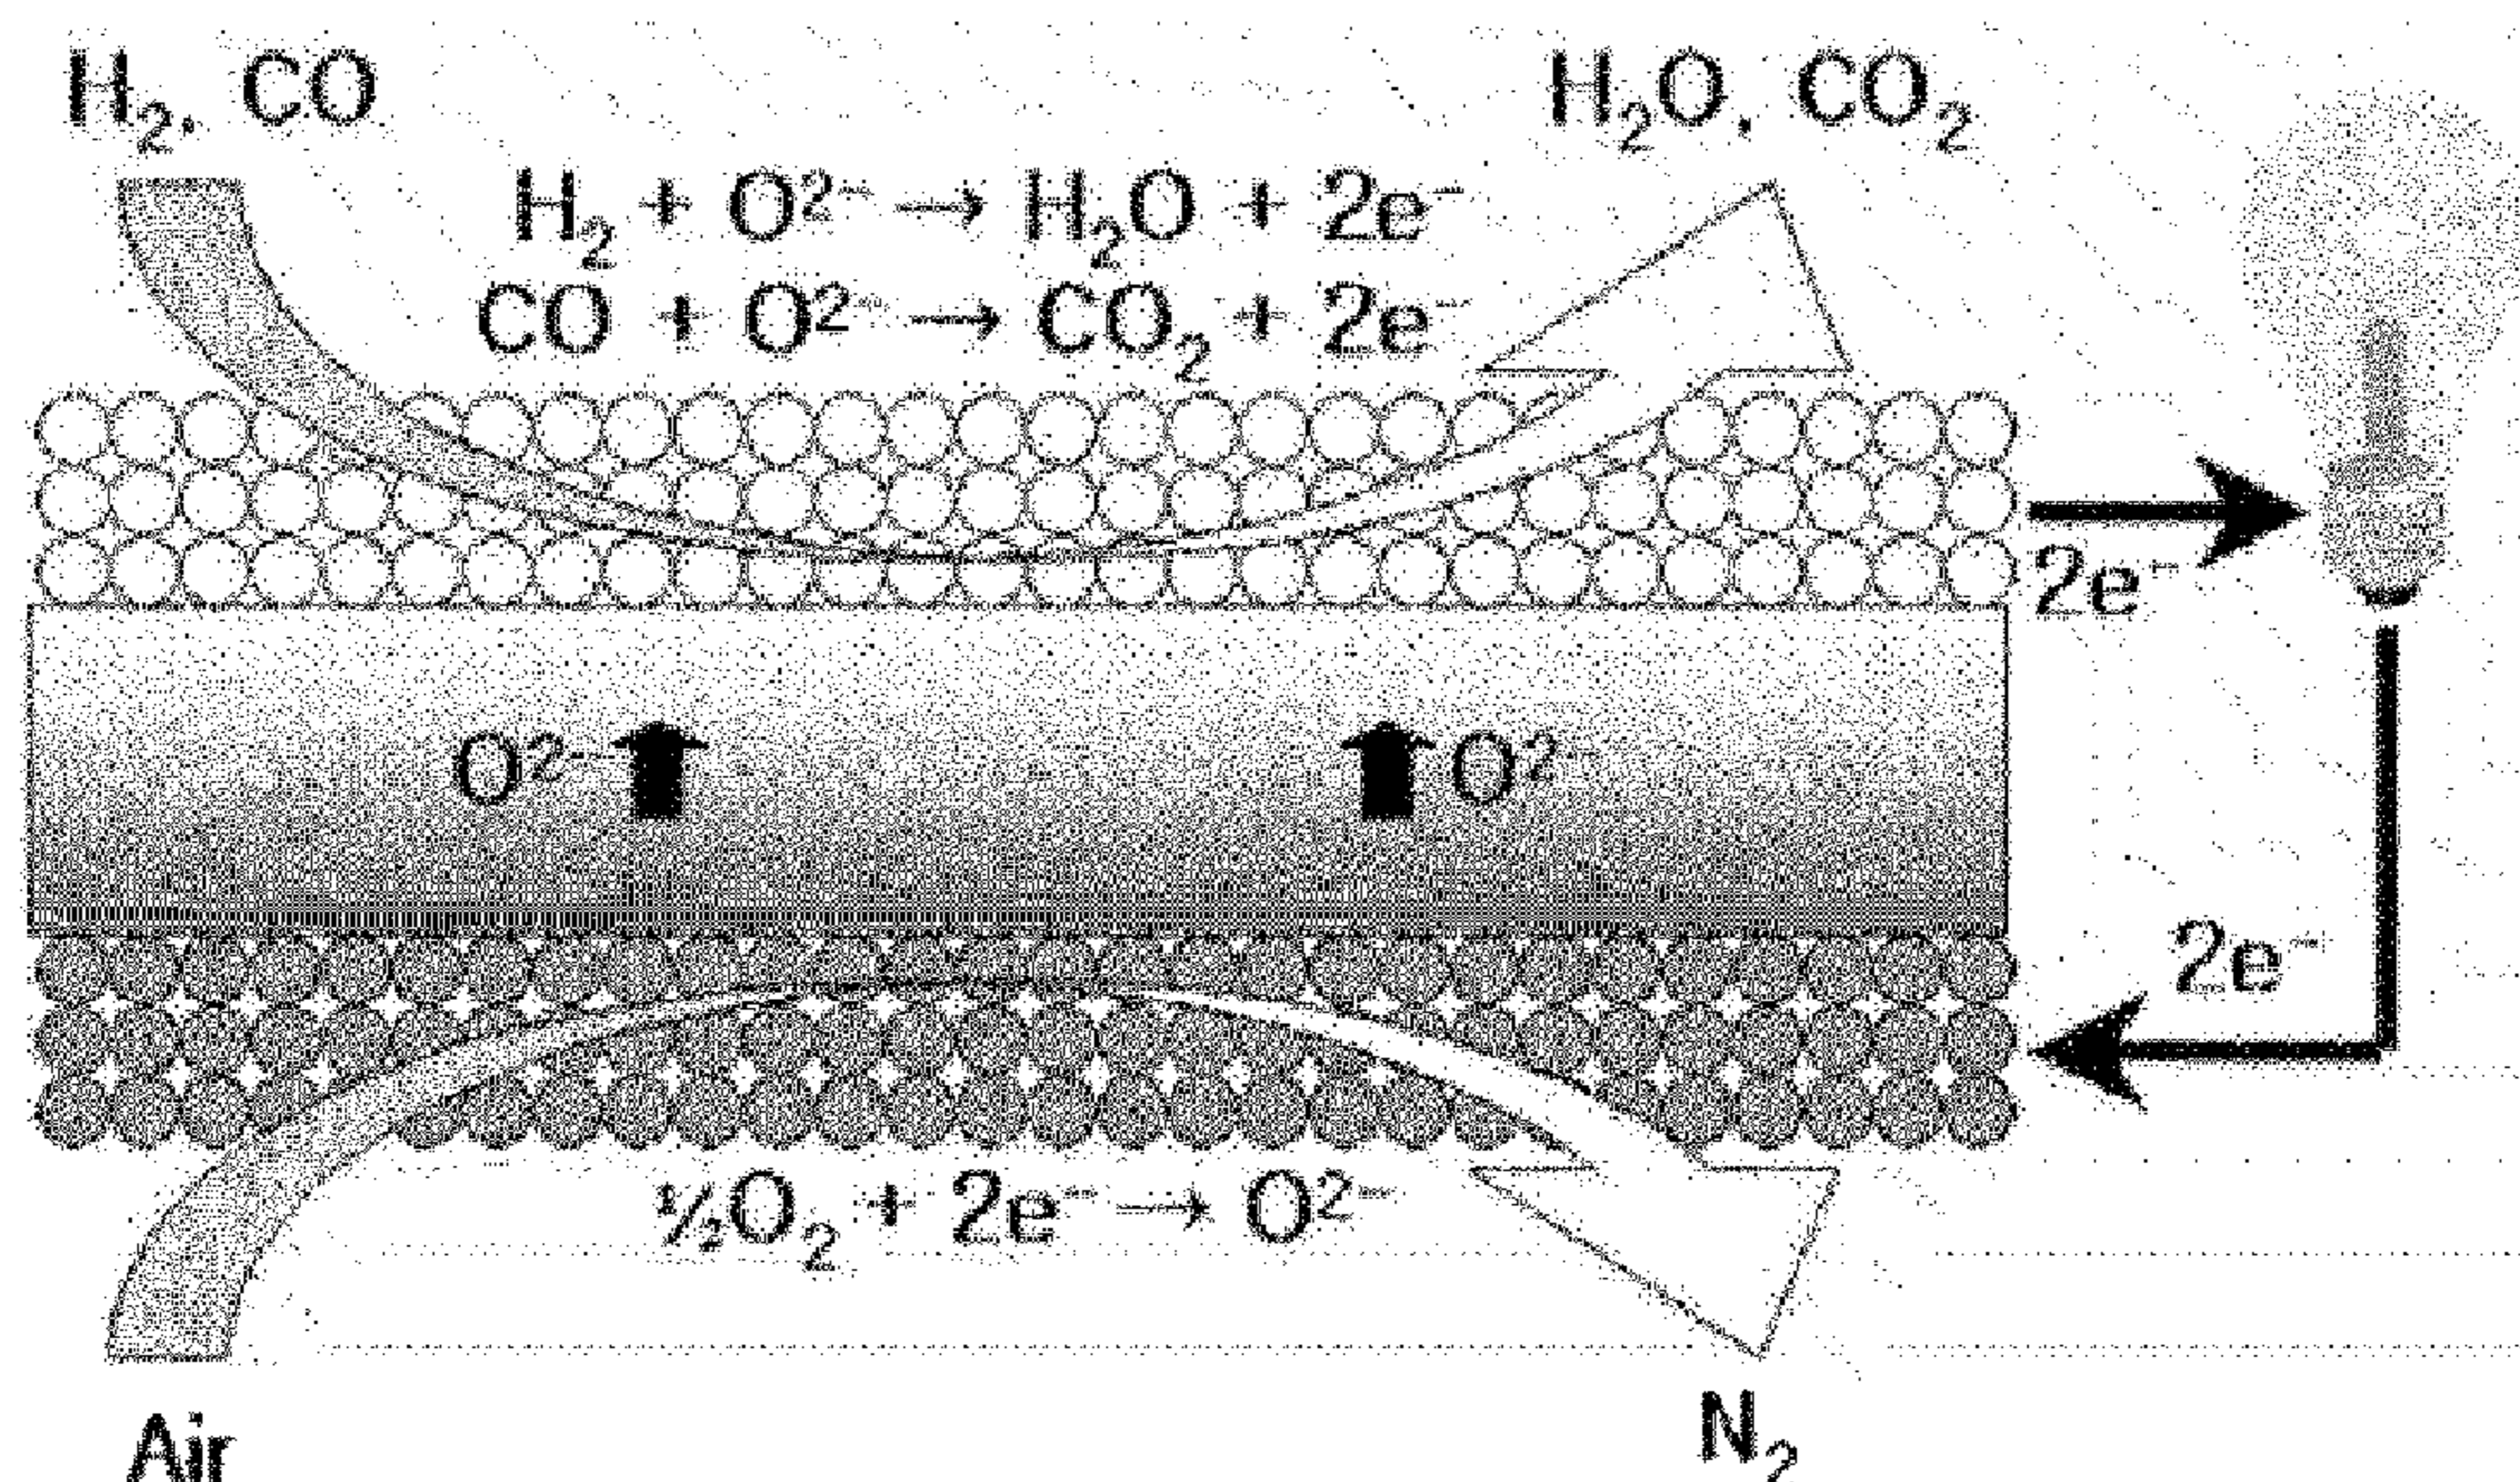 H₂, CO
H₂O, CO₂
H₂ + O²⁻ → H₂O + 2e⁻
CO + O²⁻ → CO₂ + 2e⁻
2e⁻
O²⁻
O²⁻
2e⁻
½O₂ + 2e⁻ → O²⁻
Air
N₂